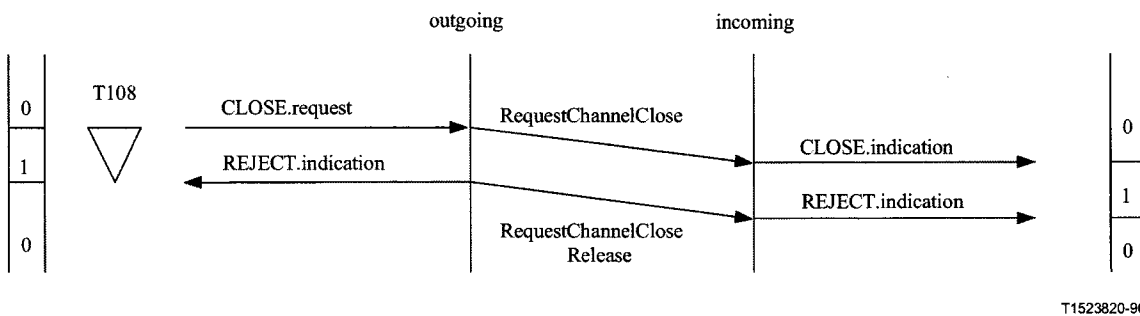 outgoing
incoming
T108
0
CLOSE.request
RequestChannelClose
0
CLOSE.indication
1
REJECT.indication
REJECT.indication
1
RequestChannelClose
Release
0
0
T1523820-96